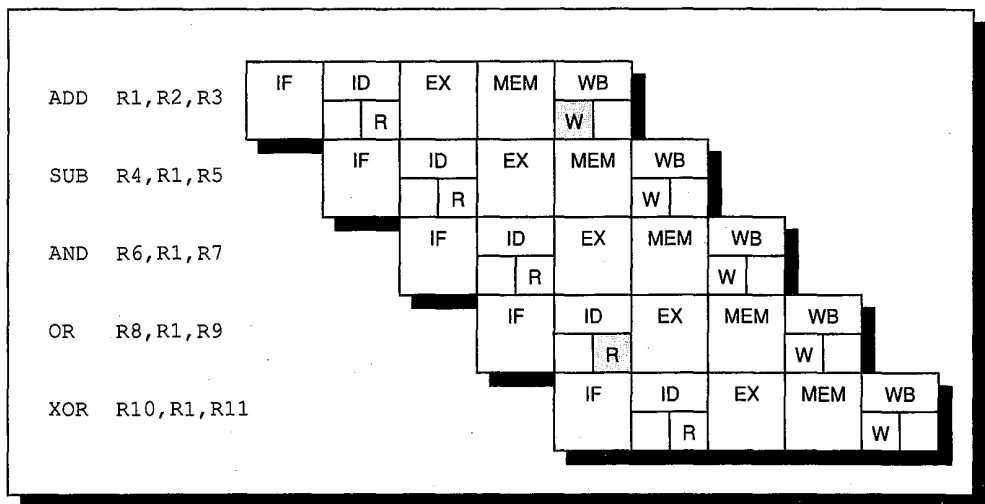 IF ID EX MEM WB
ADD R1,R2,R3
R W
IF ID EX MEM WB
SUB R4,R1,R5
R W
IF ID EX MEM WB
AND R6,R1,R7
R W
IF ID EX MEM WB
OR R8,R1,R9
R W
IF ID EX MEM WB
XOR R10,R1,R11
R W